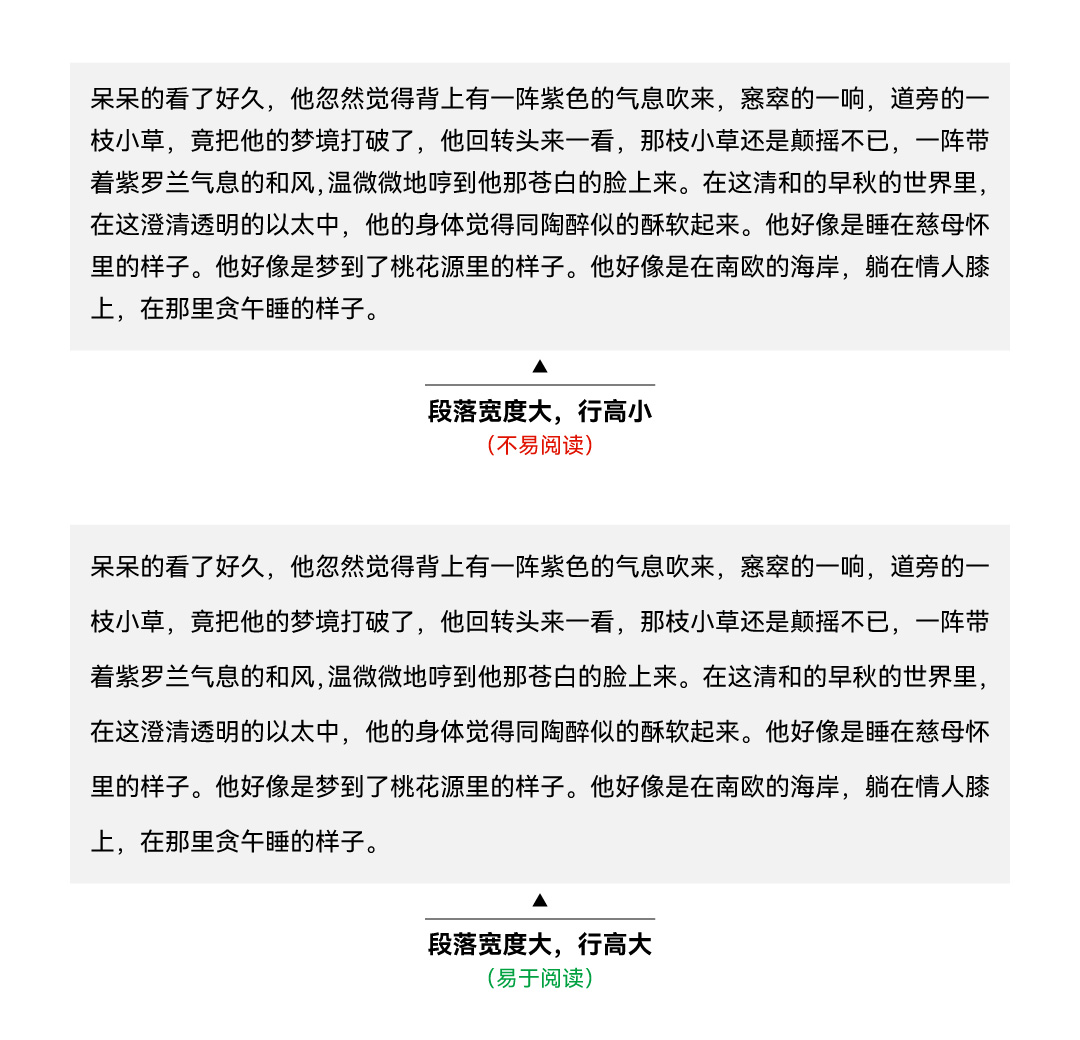 呆呆的看了好久，他忽然觉得背上有一阵紫色的气息吹来，窸窣的一响，道旁的一
枝小草，竟把他的梦境打破了，他回转头来一看，那枝小草还是颠摇不已，一阵带
着紫罗兰气息的和风,温微微地哼到他那苍白的脸上来。在这清和的早秋的世界里，
在这澄清透明的以太中，他的身体觉得同陶醉似的酥软起来。他好像是睡在慈母怀
里的样子。他好像是梦到了桃花源里的样子。他好像是在南欧的海岸，躺在情人膝
上，在那里贪午睡的样子。
▲
段落宽度大，行高小
（不易阅读）
呆呆的看了好久，他忽然觉得背上有一阵紫色的气息吹来，窸窣的一响，道旁的一
枝小草，竟把他的梦境打破了，他回转头来一看，那枝小草还是颠摇不已，一阵带
着紫罗兰气息的和风,温微微地哼到他那苍白的脸上来。在这清和的早秋的世界里，
在这澄清透明的以太中，他的身体觉得同陶醉似的酥软起来。他好像是睡在慈母怀
里的样子。他好像是梦到了桃花源里的样子。他好像是在南欧的海岸，躺在情人膝
上，在那里贪午睡的样子。
▲
段落宽度大，行高大
（易于阅读）